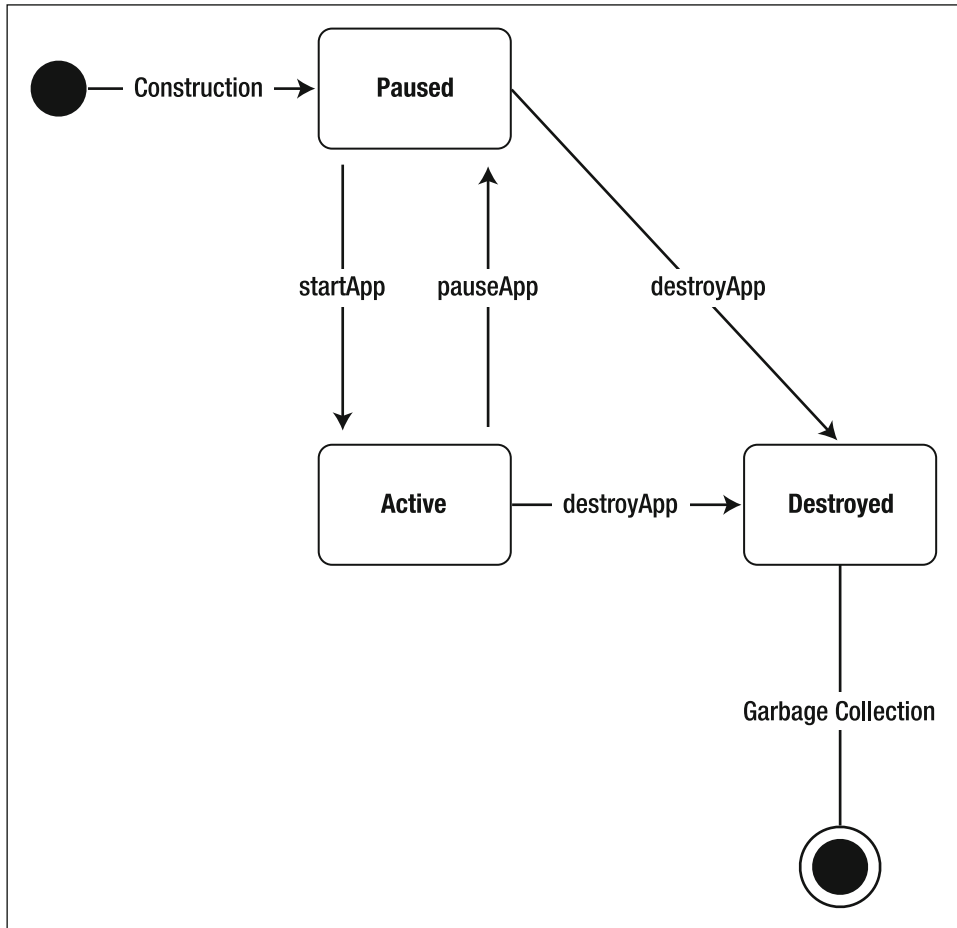 Construction
Paused
startApp
pauseApp
destroyApp
Active
destroyApp
Destroyed
Garbage Collection